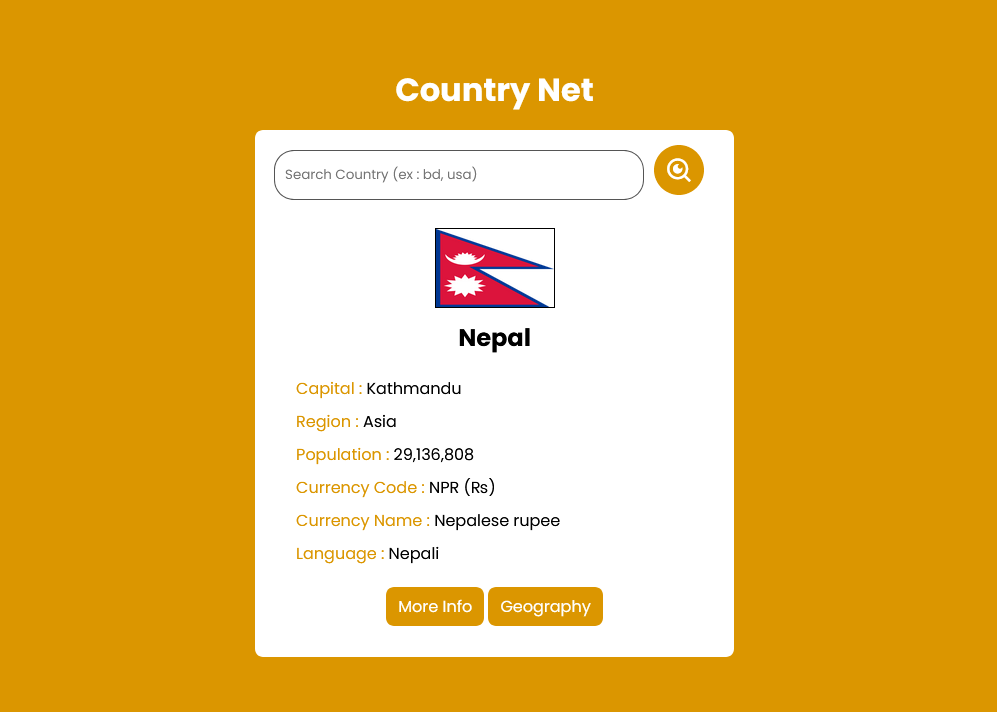 Country Net
Search Country (ex : bd, usa)
Nepal
Capital : Kathmandu
Region : Asia
Population : 29,136,808
Currency Code : NPR (₨)
Currency Name : Nepalese rupee
Language : Nepali
More Info Geography